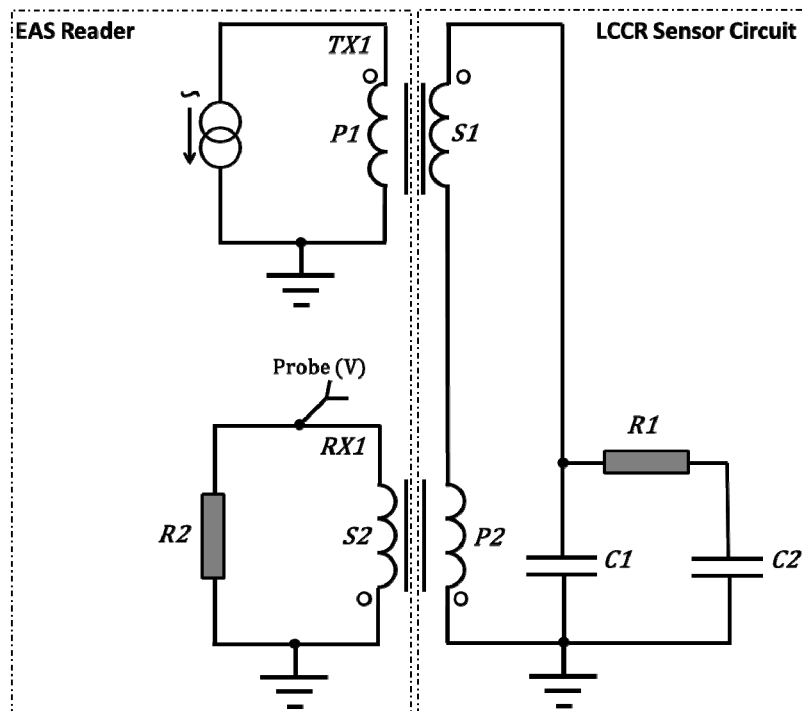 EAS Reader
LCCR Sensor Circuit
TX1
P1
S1
Probe (V)
RX1
R1
R2
S2
P2
C1
C2